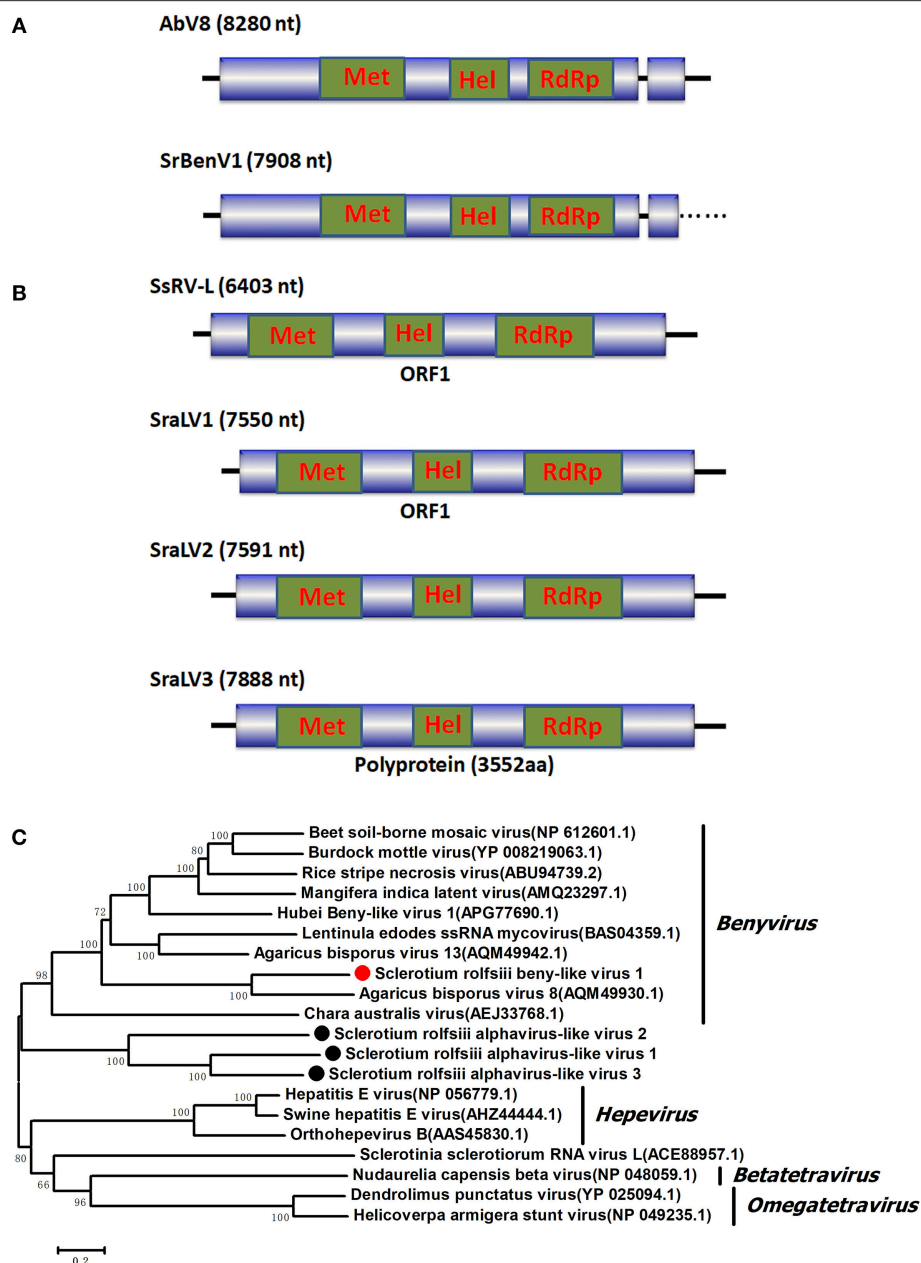 A
AbV8 (8280 nt)
Met Hel RdRp
SrBenV1 (7908 nt)
Met Hel RdRp
B
SsRV-L (6403 nt)
Met Hel RdRp
ORF1
SraLV1 (7550 nt)
Met Hel RdRp
ORF1
SraLV2 (7591 nt)
Met Hel RdRp
SraLV3 (7888 nt)
Met Hel RdRp
Polyprotein (3552aa)
C
100 Beet soil-borne mosaic virus(NP 612601.1)
80 Burdock mottle virus(YP 008219063.1)
100 Rice stripe necrosis virus(ABU94739.2)
100 Mangifera indica latent virus(AMQ23297.1)
72 Hubei Beny-like virus 1(APG77690.1)
Benyvirus
Lentinula edodes ssRNA mycovirus(BAS04359.1)
100 100 Agaricus bisporus virus 13(AQM49942.1)
98 Sclerotium rolfsiii beny-like virus 1
100 Agaricus bisporus virus 8(AQM49930.1)
Chara australis virus(AEJ33768.1)
Sclerotium rolfsiii alphavirus-like virus 2
100 Sclerotium rolfsiii alphavirus-like virus 1
100 Sclerotium rolfsiii alphavirus-like virus 3
100 Hepatitis E virus(NP 056779.1)
100 Swine hepatitis E virus(AHZ44444.1)
Hepevirus
Orthohepevirus B(AAS45830.1)
80 Sclerotinia sclerotiorum RNA virus L(ACE88957.1)
66 Nudaurelia capensis beta virus(NP 048059.1)
Betatetravirus
96 Dendrolimus punctatus virus(YP 025094.1)
Omegatetravirus
100 Helicoverpa armigera stunt virus(NP 049235.1)
0.2